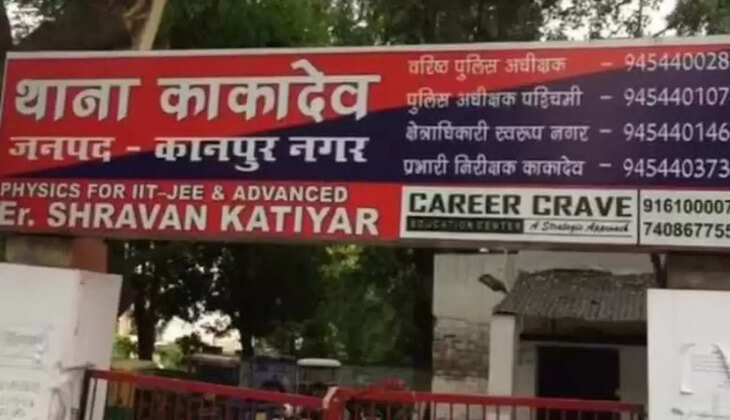 थाना काकादेव
जनपद - कानपुर नगर
वरिष्ठ पुलिस अधीक्षक - 945440028
पुलिस अधीक्षक पश्चिमी - 945440107
क्षेत्राधिकारी स्वरूप नगर - 945440146
प्रभारी निरीक्षक काकादेव - 945440373
PHYSICS FOR IIT-JEE & ADVANCED
Er. SHRAVAN KATIYAR
CAREER CRAVE
EDUCATION CENTER A Strategic Approach
916100007
740867755